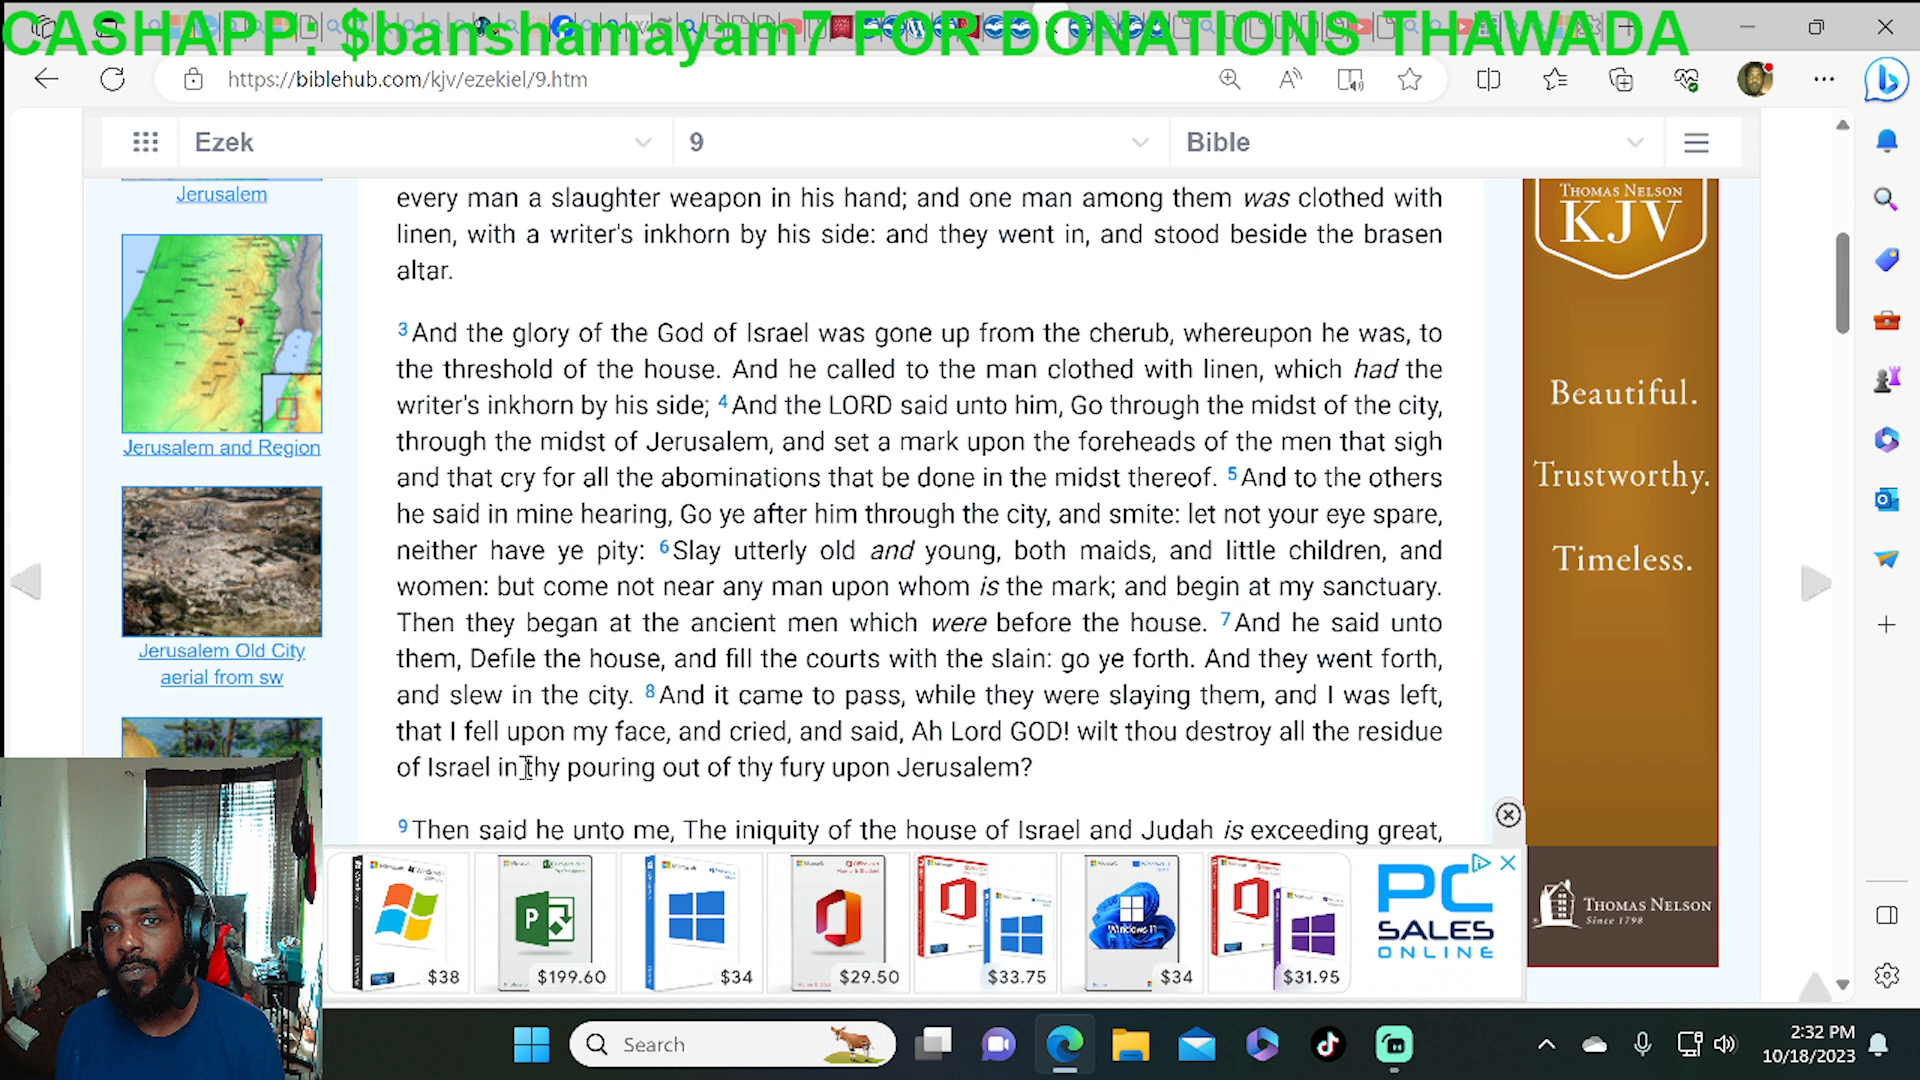 CASHAPP: $banshamayam7 FOR DONATIONS THAWADA
https://biblehub.com/kjv/ezekiel/9.htm
Ezek
9
Bible
Jerusalem
Jerusalem and Region
Jerusalem Old City
aerial from sw
every man a slaughter weapon in his hand; and one man among them was clothed with
linen, with a writer's inkhorn by his side: and they went in, and stood beside the brasen
altar.
3And the glory of the God of Israel was gone up from the cherub, whereupon he was, to
the threshold of the house. And he called to the man clothed with linen, which had the
writer's inkhorn by his side; 4And the LORD said unto him, Go through the midst of the city,
through the midst of Jerusalem, and set a mark upon the foreheads of the men that sigh
and that cry for all the abominations that be done in the midst thereof. 5And to the others
he said in mine hearing, Go ye after him through the city, and smite: let not your eye spare,
neither have ye pity: 6Slay utterly old and young, both maids, and little children, and
women: but come not near any man upon whom is the mark; and begin at my sanctuary.
Then they began at the ancient men which were before the house. 7And he said unto
them, Defile the house, and fill the courts with the slain: go ye forth. And they went forth,
and slew in the city. 8And it came to pass, while they were slaying them, and I was left,
that I fell upon my face, and cried, and said, Ah Lord GOD! wilt thou destroy all the residue
of Israel in thy pouring out of thy fury upon Jerusalem?
9Then said he unto me, The iniquity of the house of Israel and Judah is exceeding great,
THOMAS NELSON
KJV
Beautiful.
Trustworthy.
Timeless.
THOMAS NELSON
Since 1798
$38
$199.60
$34
$29.50
$33.75
Windows 11
$34
$31.95
PC
SALES
ONLINE
Search
2:32 PM
10/18/2023